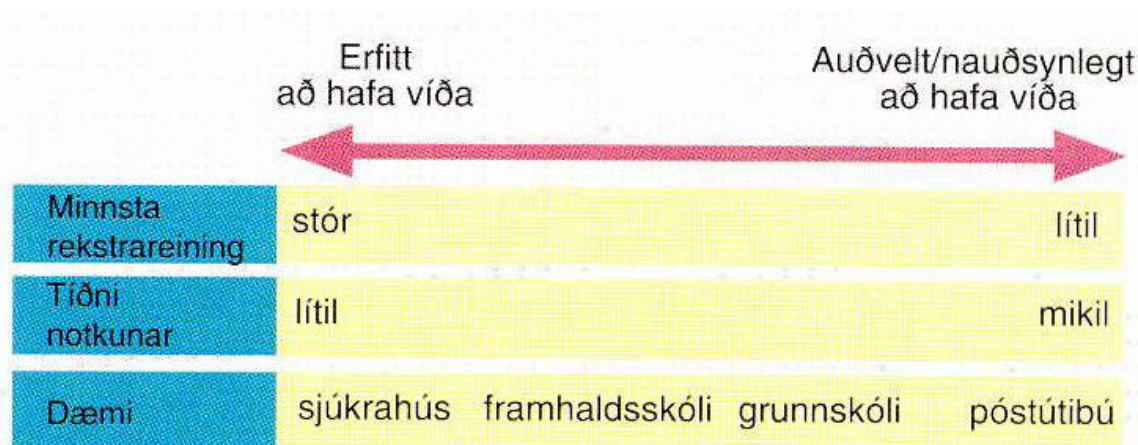 Erfitt
að hafa víða
Auðvelt/nauðsynlegt
að hafa víða
Minnsta
rekstrareining
stór
lítil
Tíðni
notkunar
lítil
mikil
Dæmi
sjúkrahús framhaldsskóli grunnskóli póstútibú